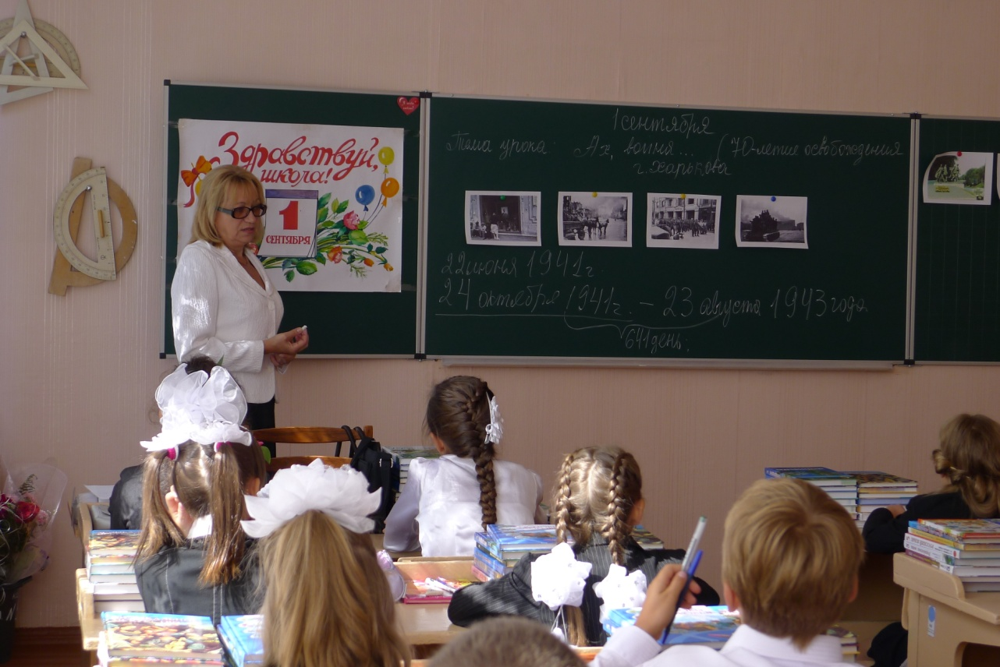 Здравствуй,
школа!
1
СЕНТЯБРЯ
1 сентября
Тема урока: Ах, война... (70-летие освобождения
г. Харькова
22 июня 1941 г.
24 октября 1941 г. – 23 августа 1943 года.
641 день.